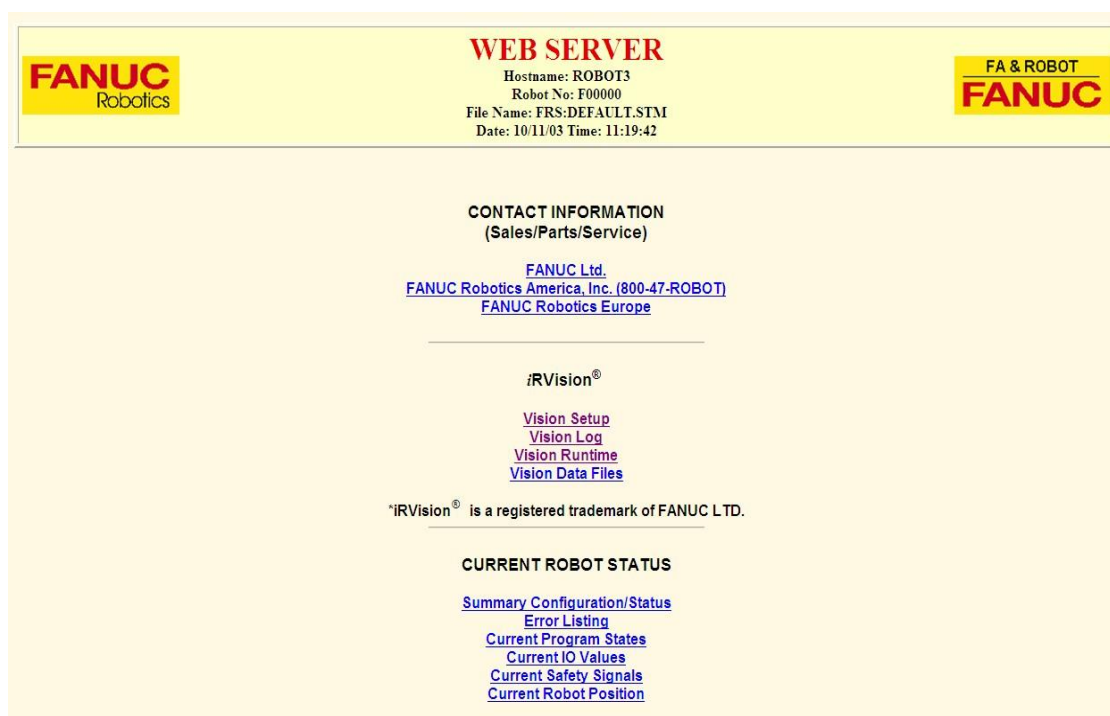 FANUC
Robotics
WEB SERVER
Hostname: ROBOT3
Robot No: F00000
File Name: FRS:DEFAULT.STM
Date: 10/11/03 Time: 11:19:42
FA & ROBOT
FANUC
CONTACT INFORMATION
(Sales/Parts/Service)
FANUC Ltd.
FANUC Robotics America, Inc. (800-47-ROBOT)
FANUC Robotics Europe
iRVision®
Vision Setup
Vision Log
Vision Runtime
Vision Data Files
*iRVision® is a registered trademark of FANUC LTD.
CURRENT ROBOT STATUS
Summary Configuration/Status
Error Listing
Current Program States
Current IO Values
Current Safety Signals
Current Robot Position